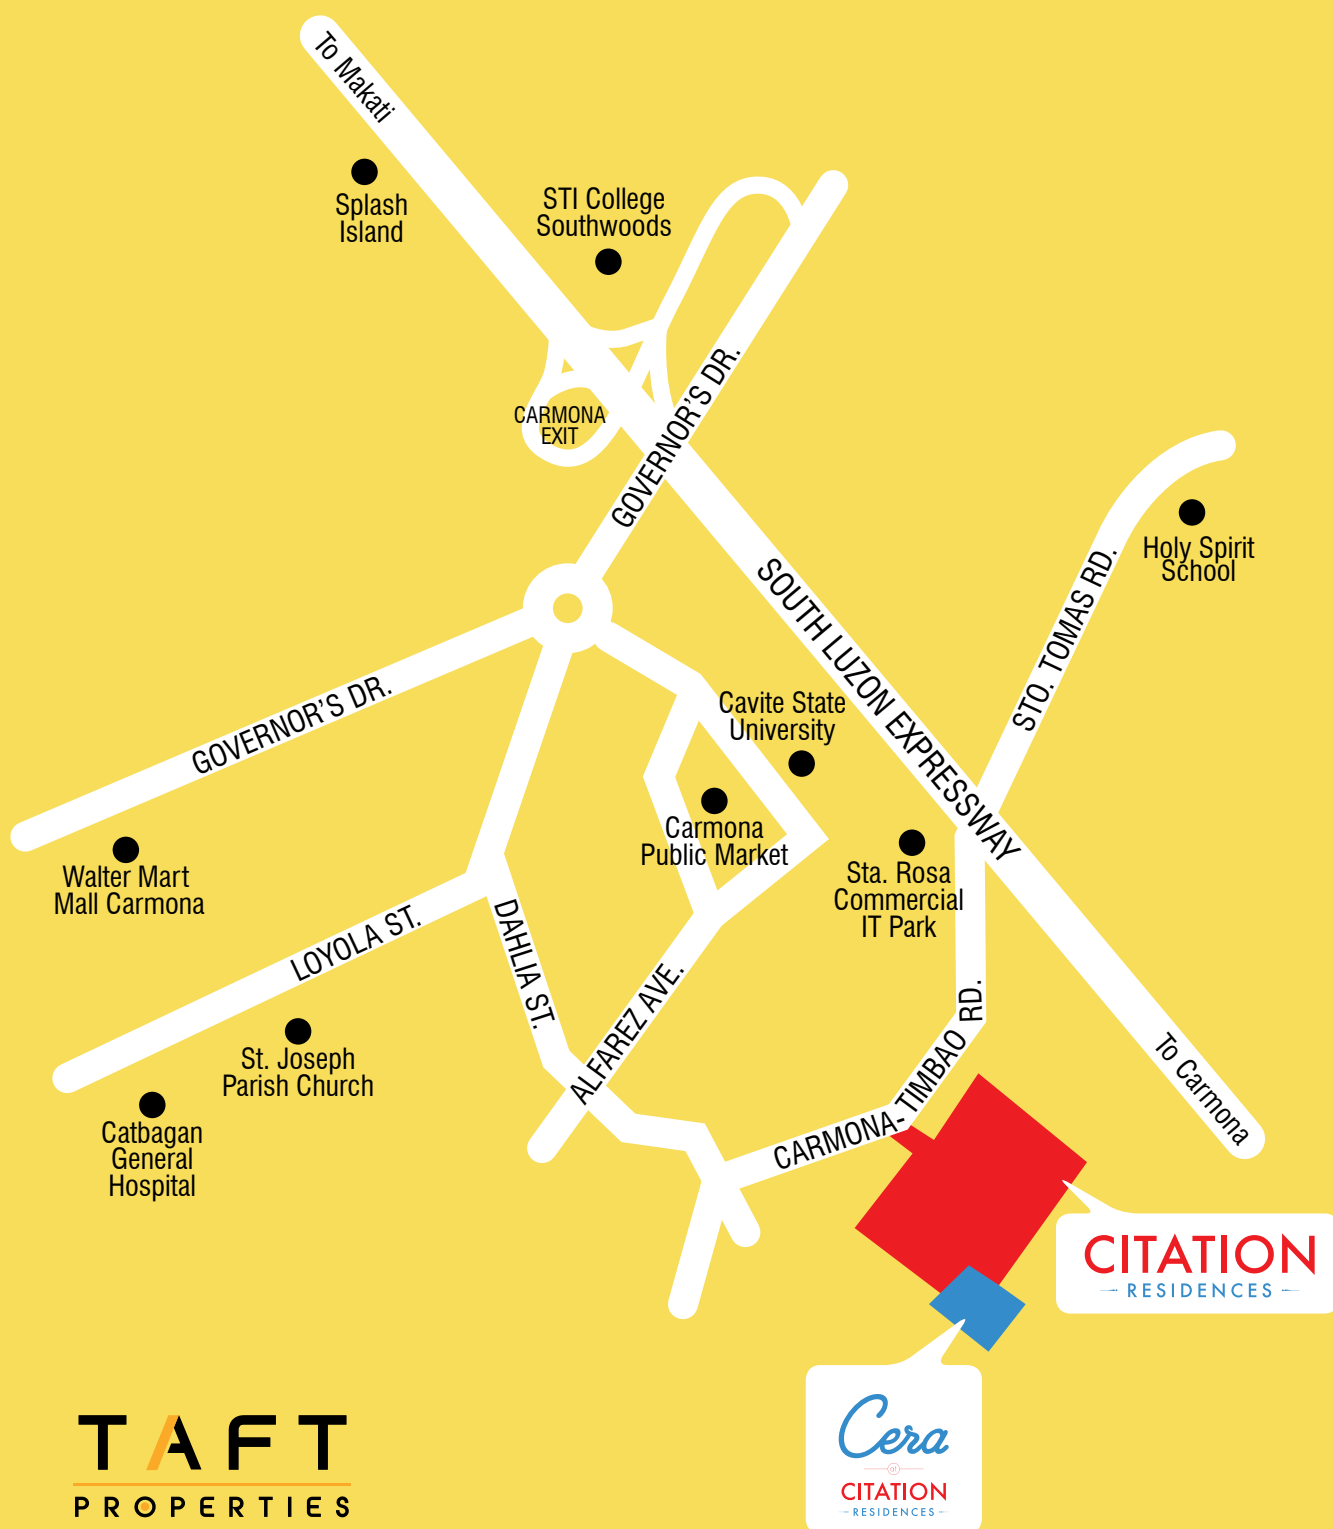 To Makati
Splash
Island
STI College
Southwoods
CARMONA
EXIT
GOVERNOR'S DR.
Holy Spirit
School
STO. TOMAS RD.
SOUTH LUZON EXPRESSWAY
GOVERNOR'S DR.
Cavite State
University
Carmona
Public Market
Walter Mart
Mall Carmona
Sta. Rosa
Commercial
IT Park
LOYOLA ST.
DAHLIA ST.
ALFAREZ AVE.
St. Joseph
Parish Church
Catbagan
General
Hospital
CARMONA-TIMBAO RD.
To Carmona
CITATION
RESIDENCES
Cera
at
CITATION
RESIDENCES
TAFT
PROPERTIES